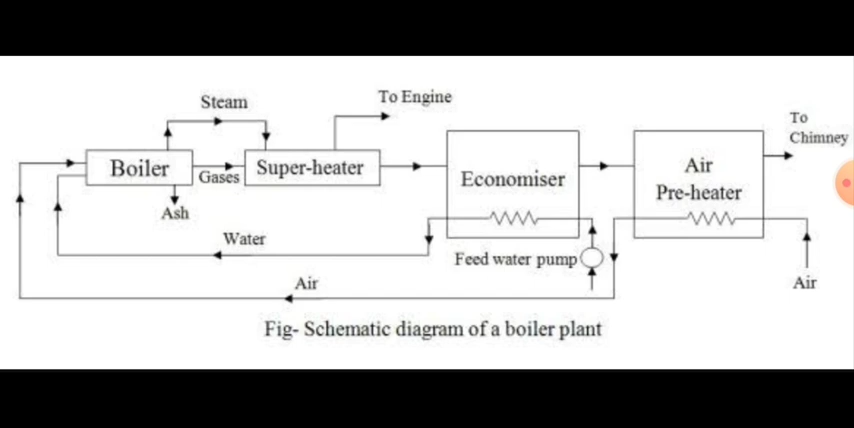 Steam
To Engine
To
Chimney
Boiler
Gases
Super-heater
Economiser
Air
Pre-heater
Ash
Water
Feed water pump
Air
Air
Fig- Schematic diagram of a boiler plant